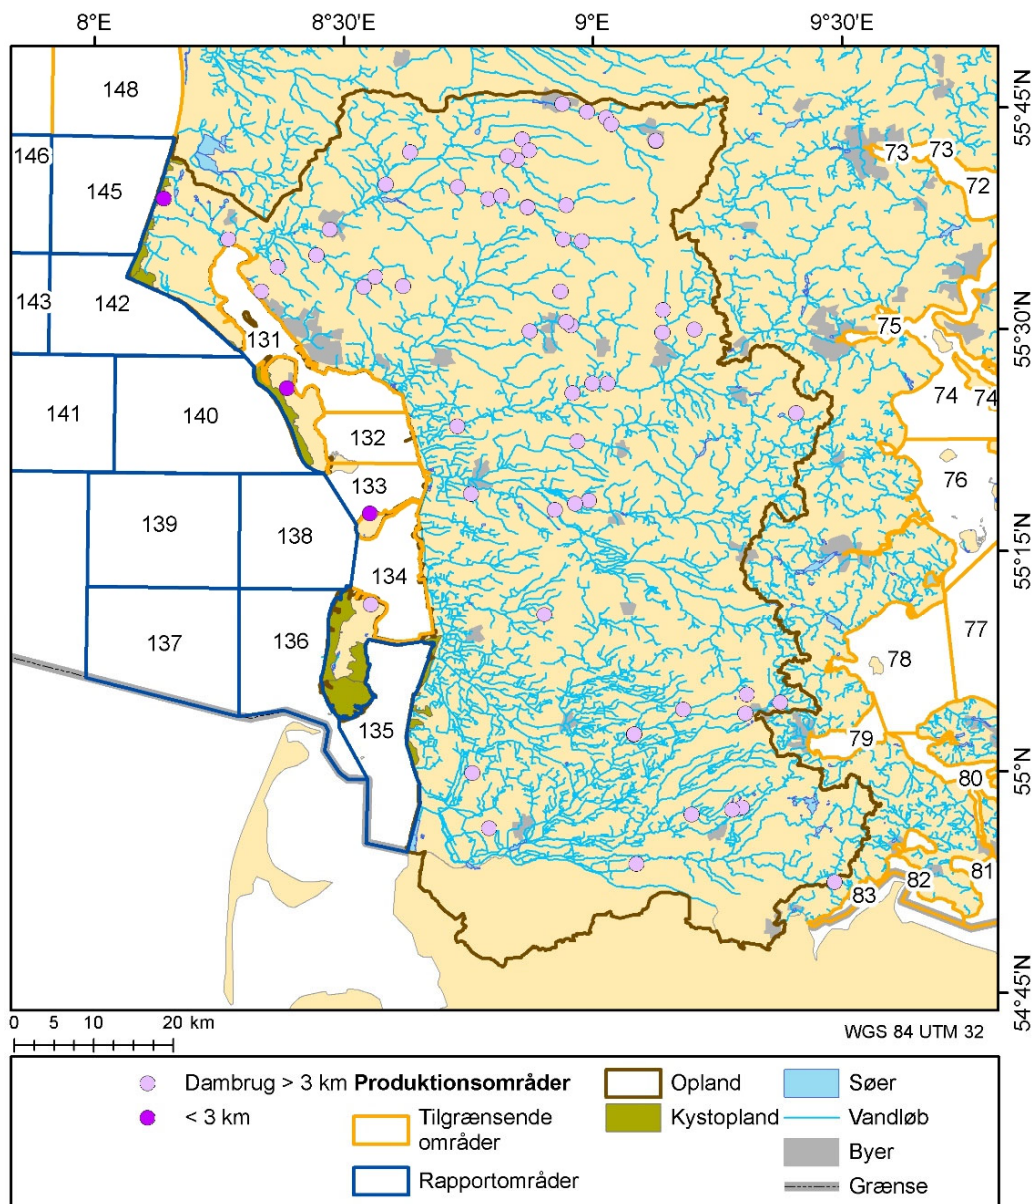 8°E 8°30'E 9°E 9°30'E
148
55°45'N
146
73 73
145
72
143
142
75
131
55°30'N
74 74
141
140
132
76
133
139
138
55°15'N
134
77
137
136
78
135
79
80
55°N
81
82
83
54°45'N
0 5 10 20 km
WGS 84 UTM 32
Dambrug > 3 km Produktionsområder Opland Søer
< 3 km Tilgrænsende Kystopland Vandløb
områder Byer
Rapportområder Grænse